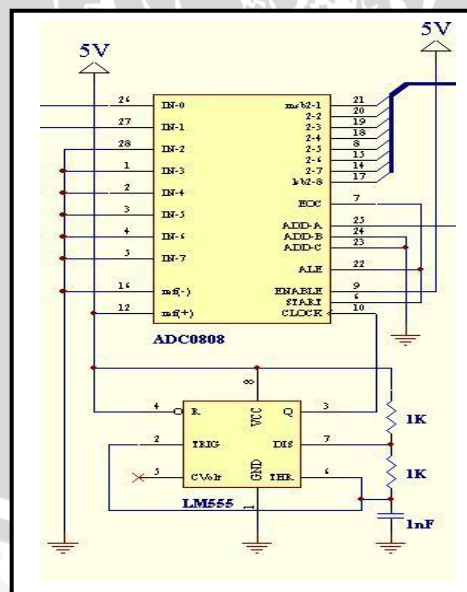 5V
5V
26 IN-0 msb2-1 21
27 IN-1 2-2 20
28 IN-2 2-3 19
1 IN-3 2-4 18
2 IN-4 2-5 8
3 IN-5 2-6 15
4 IN-6 2-7 14
5 IN-7 lsb2-8 17
EOC 7
ADD-A 25
ADD-B 24
ADD-C 23
ALE 22
16 ref(-) ENABLE 9
START 6
12 ref(+) CLOCK 10
ADC0808
8
4 R VCC Q 3
1K
2 TRIG DIS 7
1K
5 CVolt GND THR 6
1
LM555
1nF